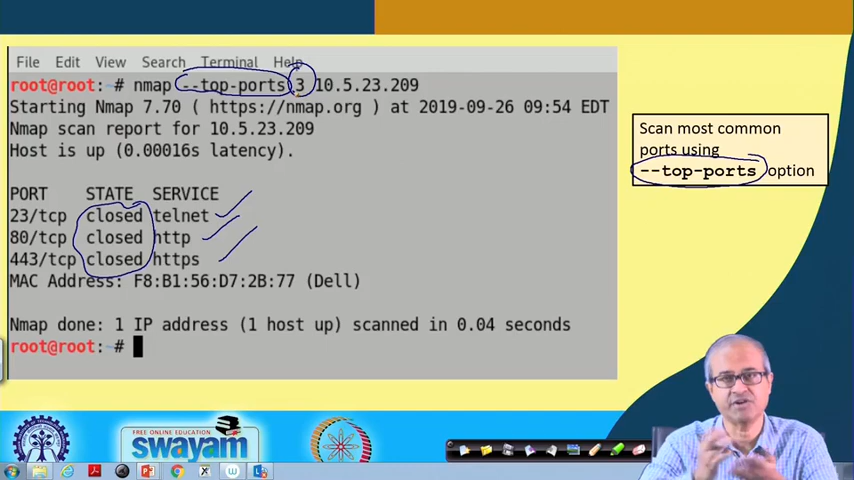 File Edit View Search Terminal Help
root@root:~# nmap --top-ports 3 10.5.23.209
Starting Nmap 7.70 ( https://nmap.org ) at 2019-09-26 09:54 EDT
Nmap scan report for 10.5.23.209
Host is up (0.00016s latency).
PORT STATE SERVICE
23/tcp closed telnet
80/tcp closed http
443/tcp closed https
MAC Address: F8:B1:56:D7:2B:77 (Dell)
Nmap done: 1 IP address (1 host up) scanned in 0.04 seconds
root@root:~#
Scan most common
ports using
--top-ports option
FREE ONLINE EDUCATION
swayam